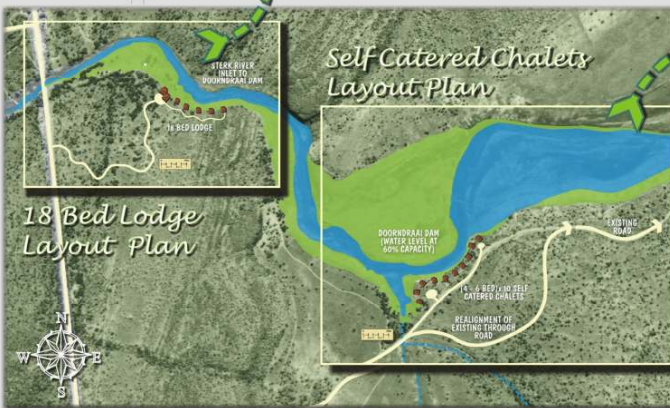 STERK RIVER
INLET TO
DOORNDRAAI DAM
18 BED LODGE
18 Bed Lodge
Layout Plan
Self Catered Chalets
Layout Plan
DOORNDRAAI DAM
(WATER LEVEL AT
60% CAPACITY)
EXISTING
ROAD
(4 - 6 BED)x 10 SELF
CATERED CHALETS
REALIGNMENT OF
EXISTING THROUGH
ROAD
N
W E
S